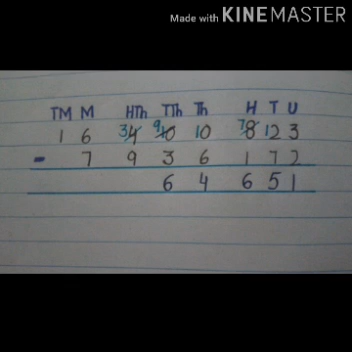 Made with KINEMASTER
TM M HTh TTh Th H T U
1 6 3 4 9 10 10 7 8 12 3
- 7 9 3 6 1 7 2
6 4 6 5 1